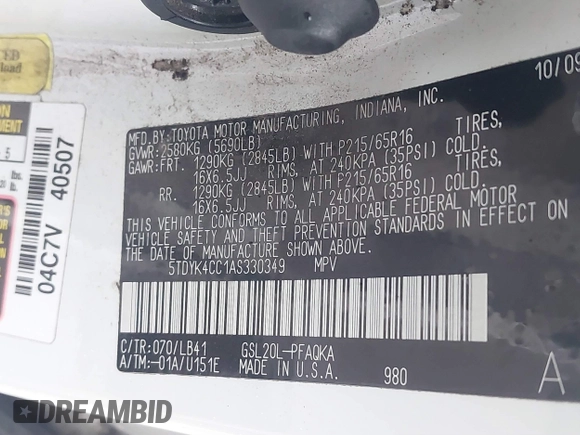 10/09
MFD.BY:TOYOTA MOTOR MANUFACTURING, INDIANA, INC.
GVWR:2580KG (5690LB)
GAWR:FRT. 1290KG (2845LB) WITH P215/65R16 TIRES,
16X6.5JJ RIMS, AT 240KPA (35PSI) COLD.
RR. 1290KG (2845LB) WITH P215/65R16 TIRES,
16X6.5JJ RIMS, AT 240KPA (35PSI) COLD.
THIS VEHICLE CONFORMS TO ALL APPLICABLE FEDERAL MOTOR
VEHICLE SAFETY AND THEFT PREVENTION STANDARDS IN EFFECT ON
THE DATE OF MANUFACTURE SHOWN ABOVE.
5TDYK4CC1AS330349 MPV
C/TR:070/LB41 GSL20L-PFAQKA
A/TM:-01A/U151E MADE IN U.S.A. 980
A
04C7V 40507
5
lbs.
DREAMBID